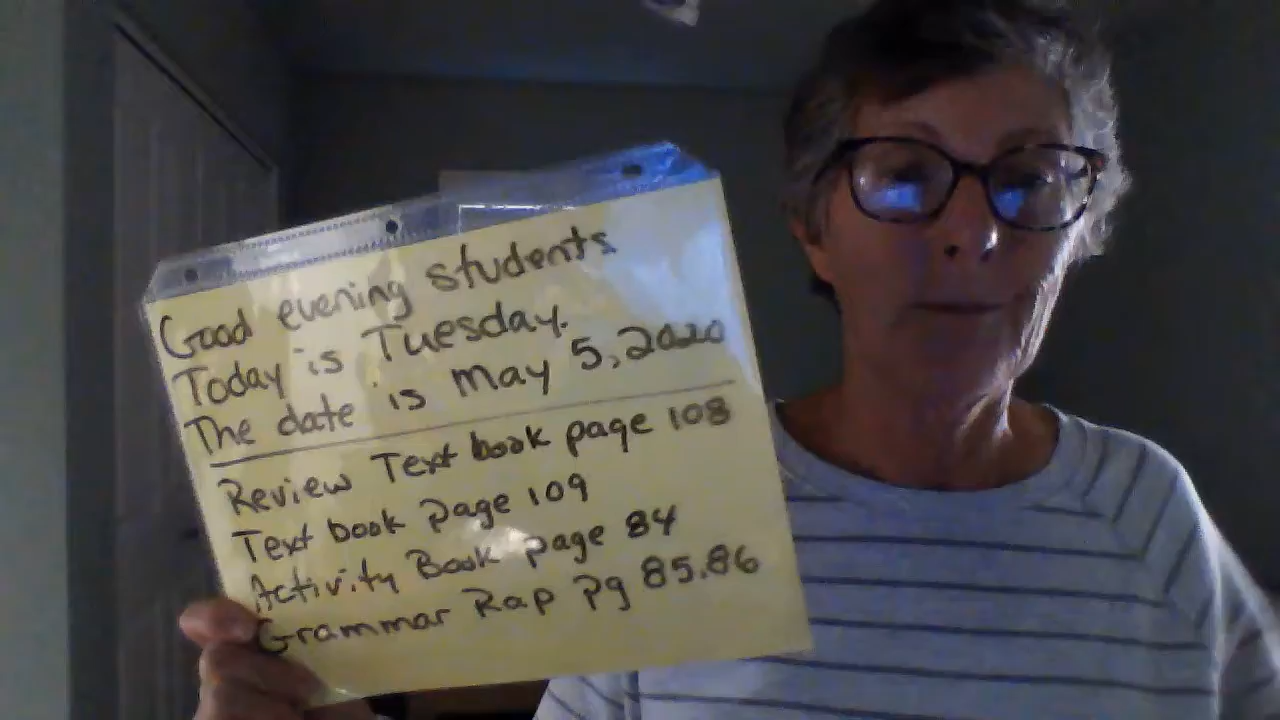 Good evening students.
Today is Tuesday.
The date is May 5, 2020
Review Text book page 108
Text book page 109
Activity Book page 84
Grammar Rap pg 85.86